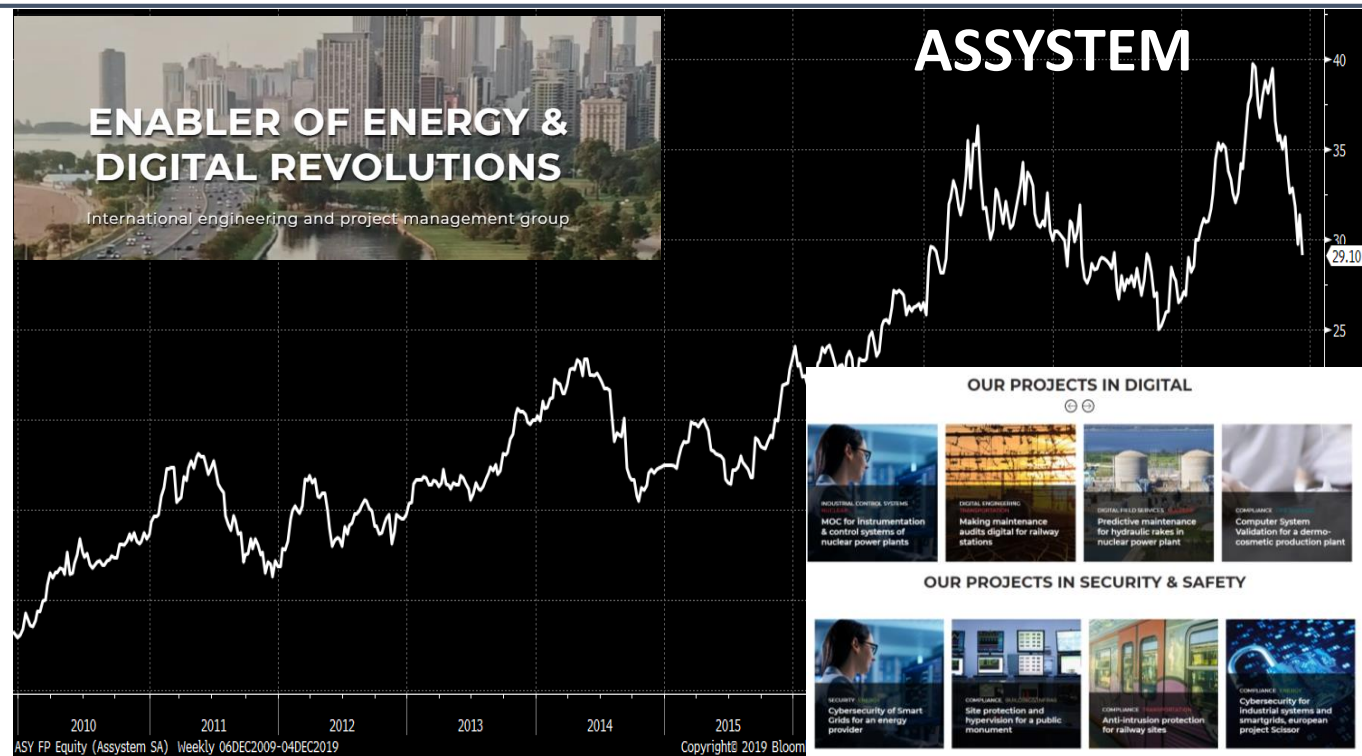 ASSYSTEM
ENABLER OF ENERGY &
DIGITAL REVOLUTIONS
International engineering and project management group
40
35
30
29.10
25
OUR PROJECTS IN DIGITAL
INDUSTRIAL CONTROL SYSTEMS
NUCLEAR
MOC for instrumentation
& control systems of
nuclear power plants
DIGITAL ENGINEERING
TRANSPORTATION
Making maintenance
audits digital for railway
stations
DIGITAL FIELD SERVICES
Predictive maintenance
for hydraulic rakes in
nuclear power plant
COMPLIANCE
Computer System
Validation for a dermo-
cosmetic production plant
OUR PROJECTS IN SECURITY & SAFETY
SECURITY ENERGY
Cybersecurity of Smart
Grids for an energy
provider
COMPLIANCE
Site protection and
hypervision for a public
monument
COMPLIANCE TRANSPORTATION
Anti-intrusion protection
for railway sites
COMPLIANCE ENERGY
Cybersecurity for
industrial systems and
smartgrids, european
project Scissor
2010
2011
2012
2013
2014
2015
ASY FP Equity (Assystem SA) Weekly 06DEC2009-04DEC2019
Copyright© 2019 Bloom